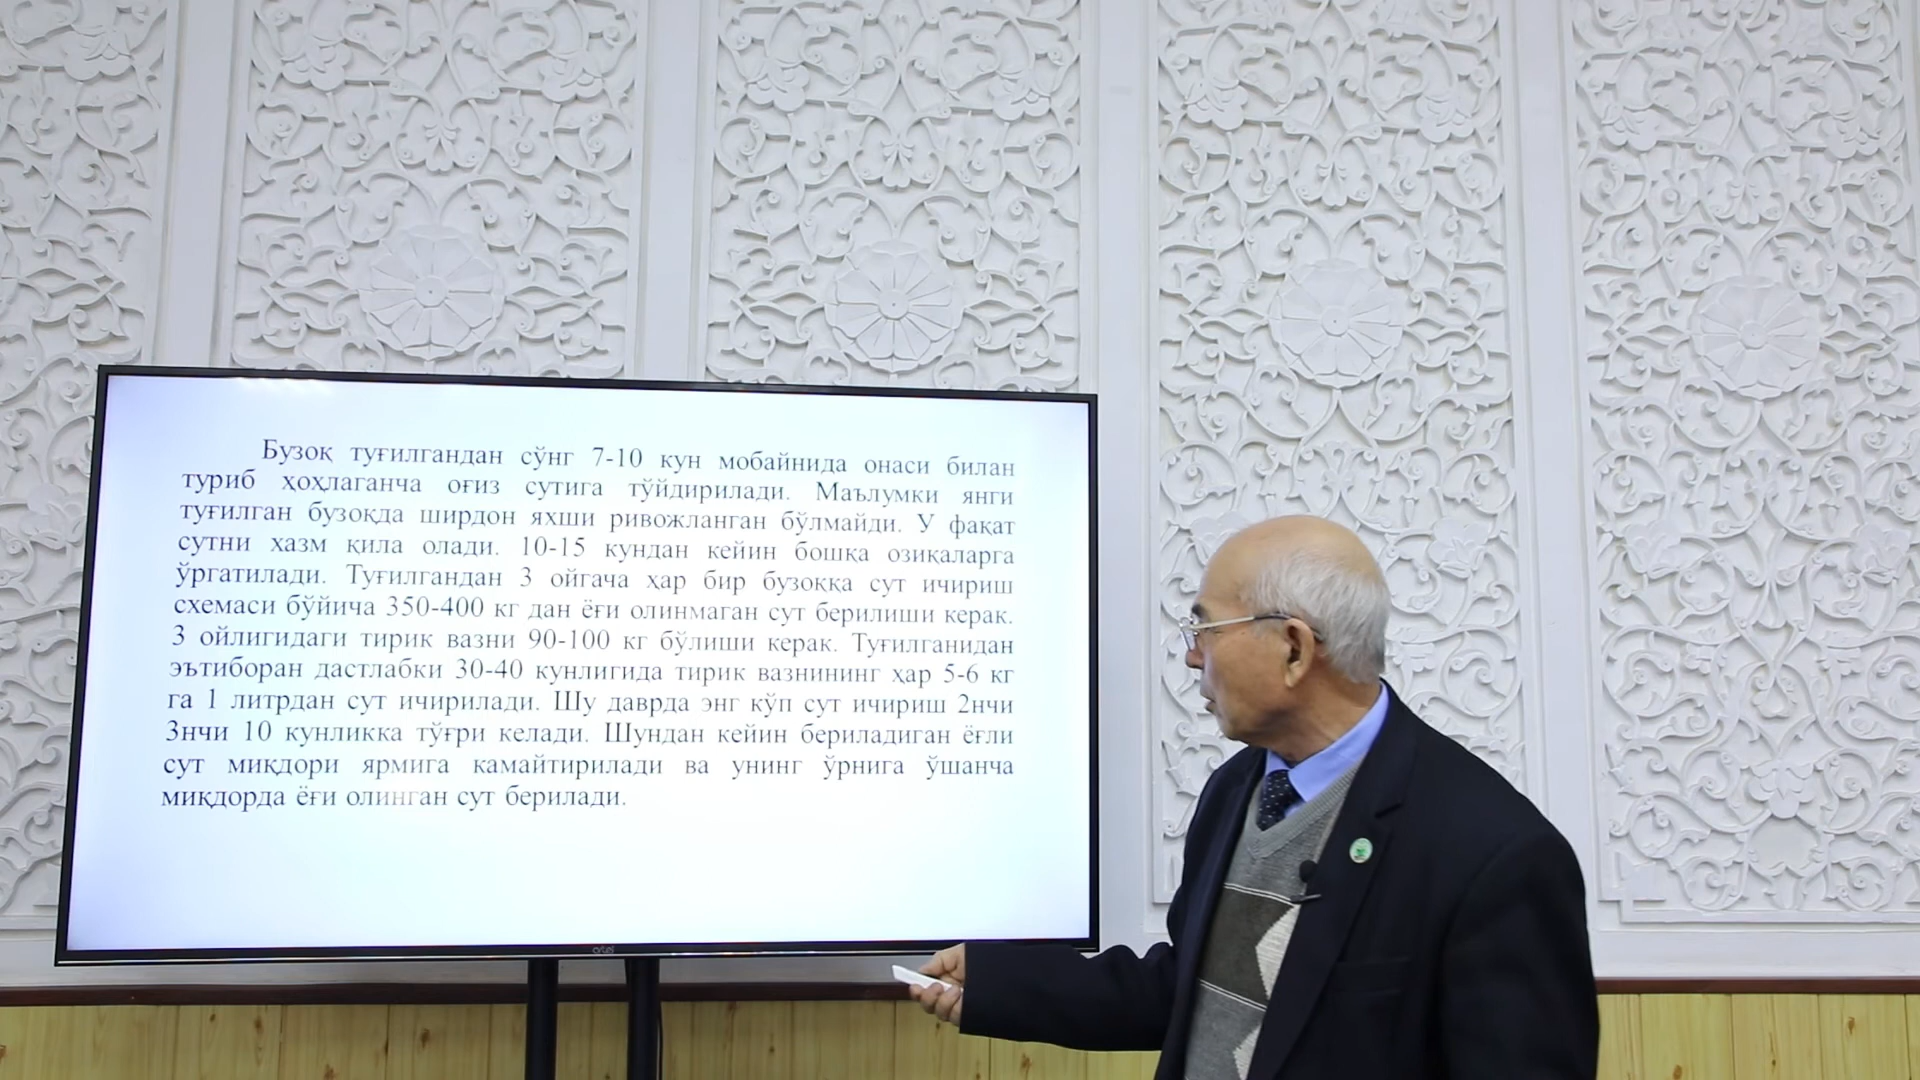 Бузоқ туғилгандан сўнг 7-10 кун мобайнида онаси билан
туриб ҳоҳлаганча оғиз сутига тўйдирилади. Маълумки янги
туғилган бузоқда ширдон яхши ривожланган бўлмайди. У фақат
сутни хазм қила олади. 10-15 кундан кейин бошқа озиқаларга
ўргатилади. Туғилгандан 3 ойгача ҳар бир бузоққа сут ичириш
схемаси бўйича 350-400 кг дан ёғи олинмаган сут берилиши керак.
3 ойлигидаги тирик вазни 90-100 кг бўлиши керак. Туғилганидан
эътиборан дастлабки 30-40 кунлигида тирик вазнининг ҳар 5-6 кг
га 1 литрдан сут ичирилади. Шу даврда энг кўп сут ичириш 2нчи
3нчи 10 кунликка тўғри келади. Шундан кейин бериладиган ёғли
сут миқдори ярмига камайтирилади ва унинг ўрнига ўшанча
миқдорда ёғи олинган сут берилади.
artel